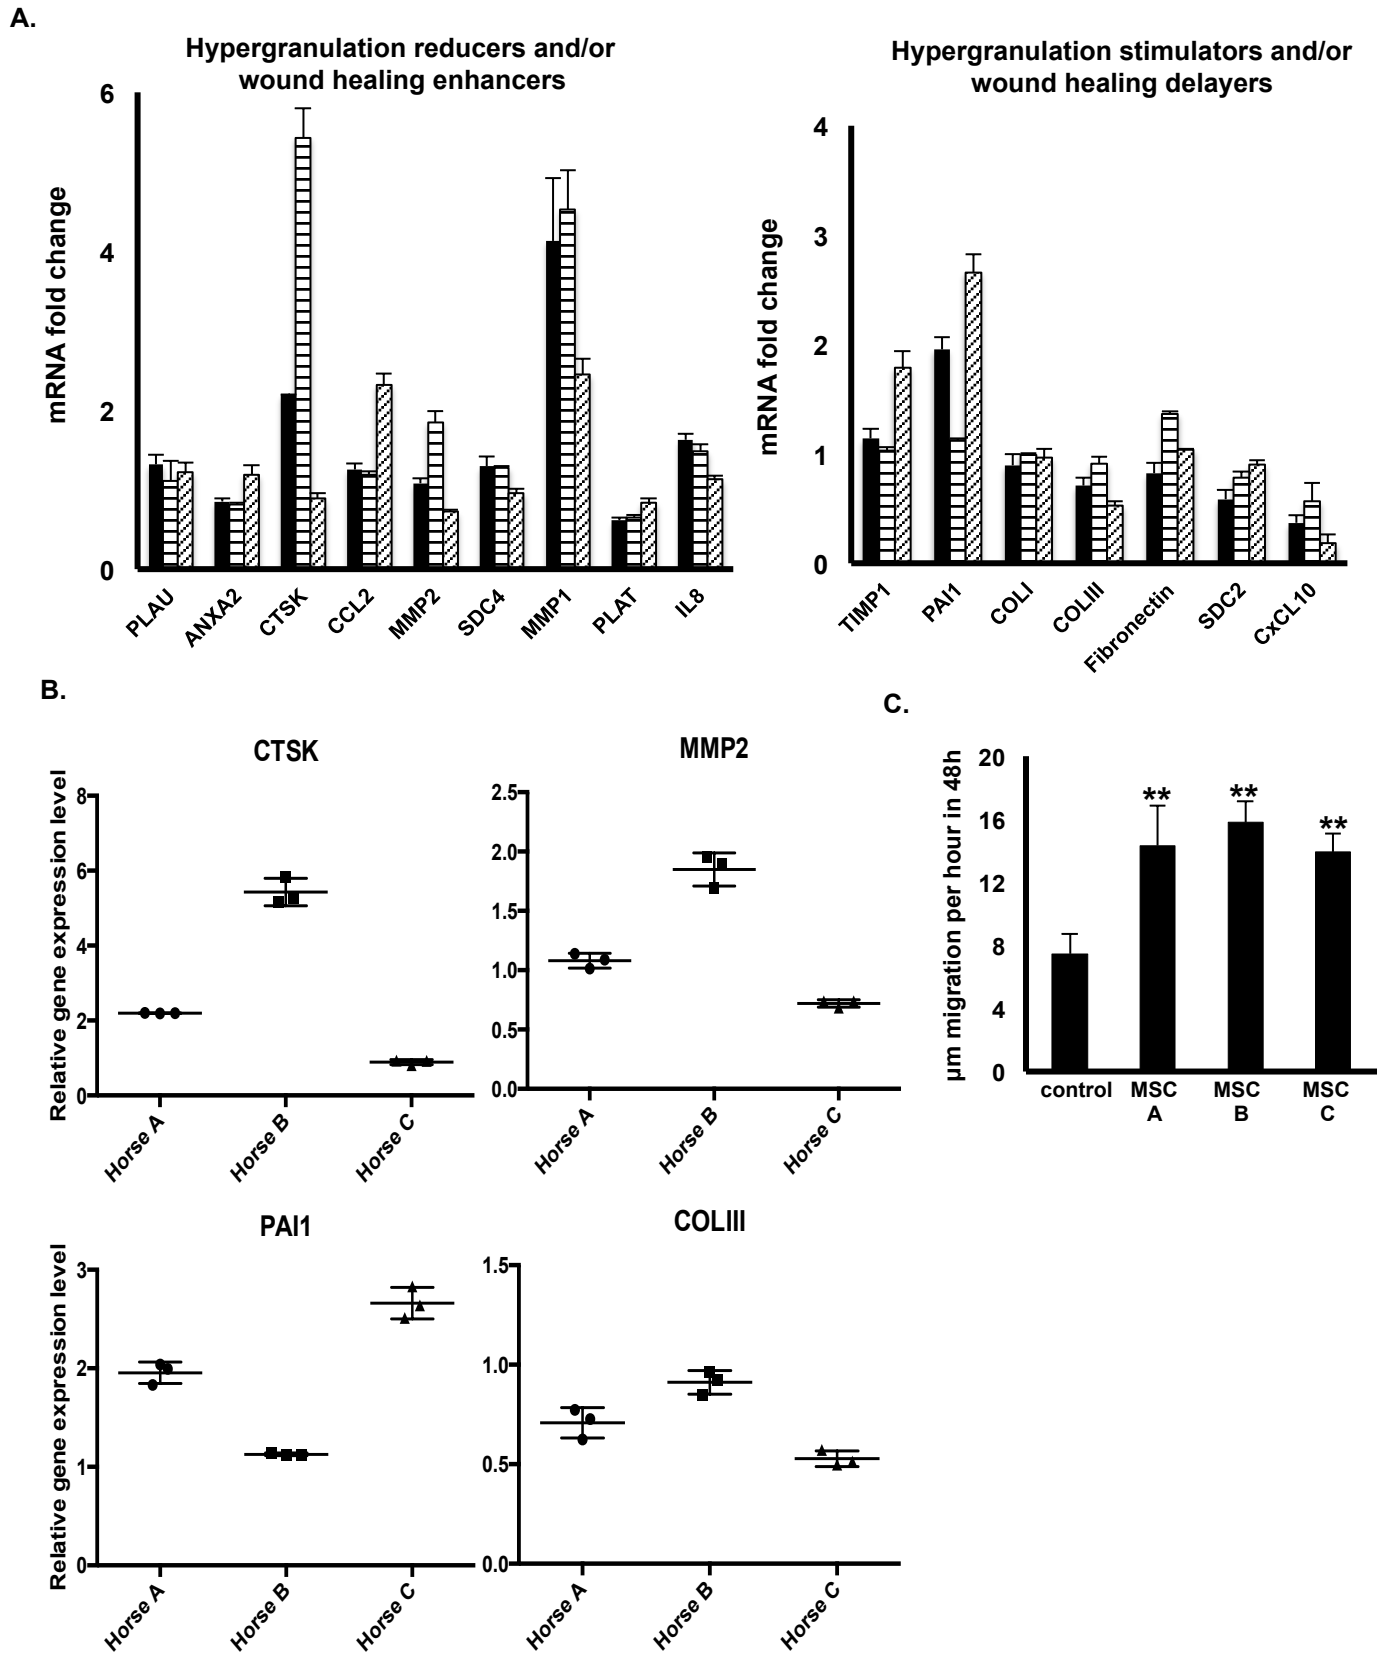 A.
Hypergranulation reducers and/or
wound healing enhancers
mRNA fold change
6
4
2
0
PLAU
ANXA2
CTSK
CCL2
MMP2
SDC4
MMP1
PLAT
IL8
Hypergranulation stimulators and/or
wound healing delayers
mRNA fold change
4
3
2
1
0
TIMP1
PAI1
COLI
COLIII
Fibronectin
SDC2
CxCL10
B.
CTSK
Relative gene expression level
8
6
4
2
0
Horse A
Horse B
Horse C
MMP2
2.5
2.0
1.5
1.0
0.5
0.0
Horse A
Horse B
Horse C
C.
µm migration per hour in 48h
20
16
12
8
4
0
**
**
**
control
MSC
A
MSC
B
MSC
C
PAI1
Relative gene expression level
3
2
1
0
Horse A
Horse B
Horse C
COLIII
1.5
1.0
0.5
0.0
Horse A
Horse B
Horse C